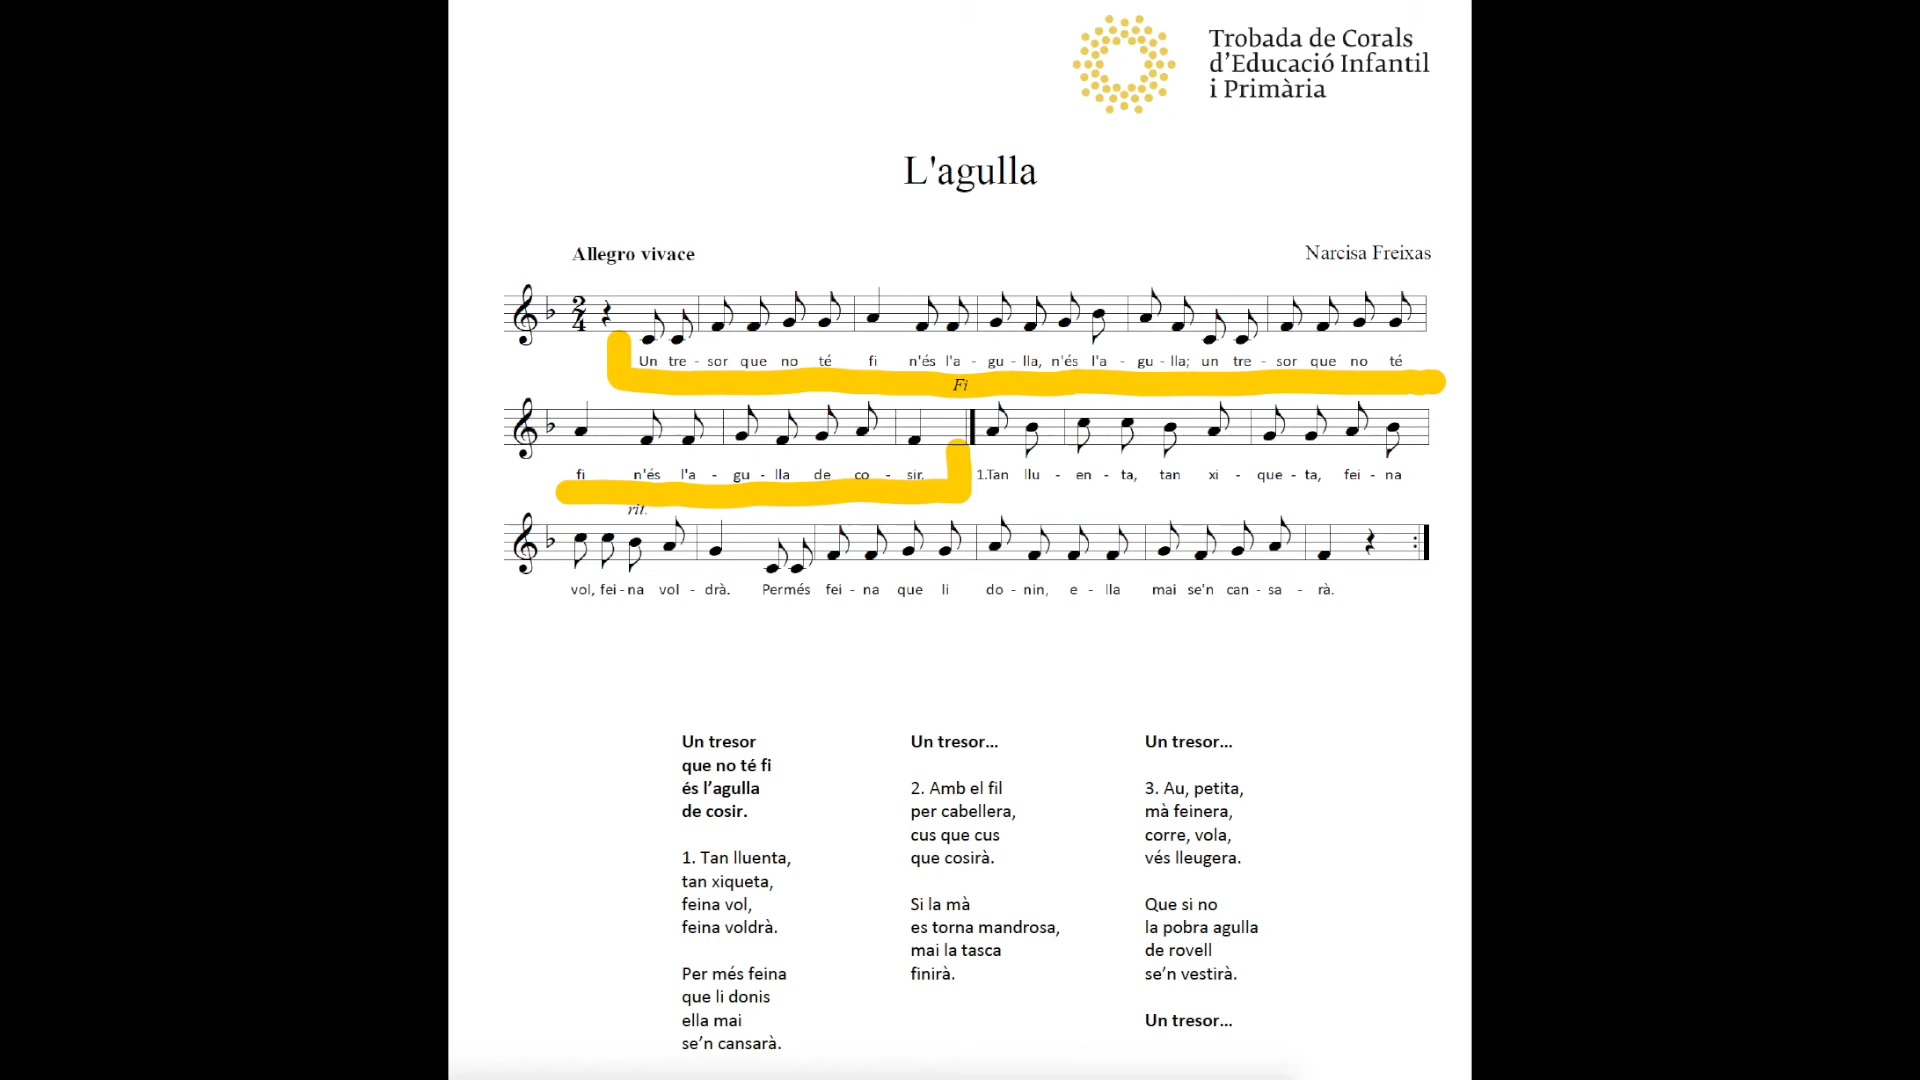 Trobada de Corals
d'Educació Infantil
i Primària
L'agulla
Allegro vivace
Narcisa Freixas
2
4
Un tre - sor que no té fi n'és l'a - gu - lla, n'és l'a - gu - lla; un tre - sor que no té
Fi
fi n'és l'a - gu - lla de co - sir. 1.Tan llu - en - ta, tan xi - que - ta, fei - na
rit.
vol, fei - na vol - drà. Permés fei - na que li do - nin, e - lla mai se'n can - sa - rà.
Un tresor
que no té fi
és l’agulla
de cosir.
1. Tan lluenta,
tan xiqueta,
feina vol,
feina voldrà.
Per més feina
que li donis
ella mai
se’n cansarà.
Un tresor...
2. Amb el fil
per cabellera,
cus que cus
que cosirà.
Si la mà
es torna mandrosa,
mai la tasca
finirà.
Un tresor...
3. Au, petita,
mà feinera,
corre, vola,
vés lleugera.
Que si no
la pobra agulla
de rovell
se’n vestirà.
Un tresor...